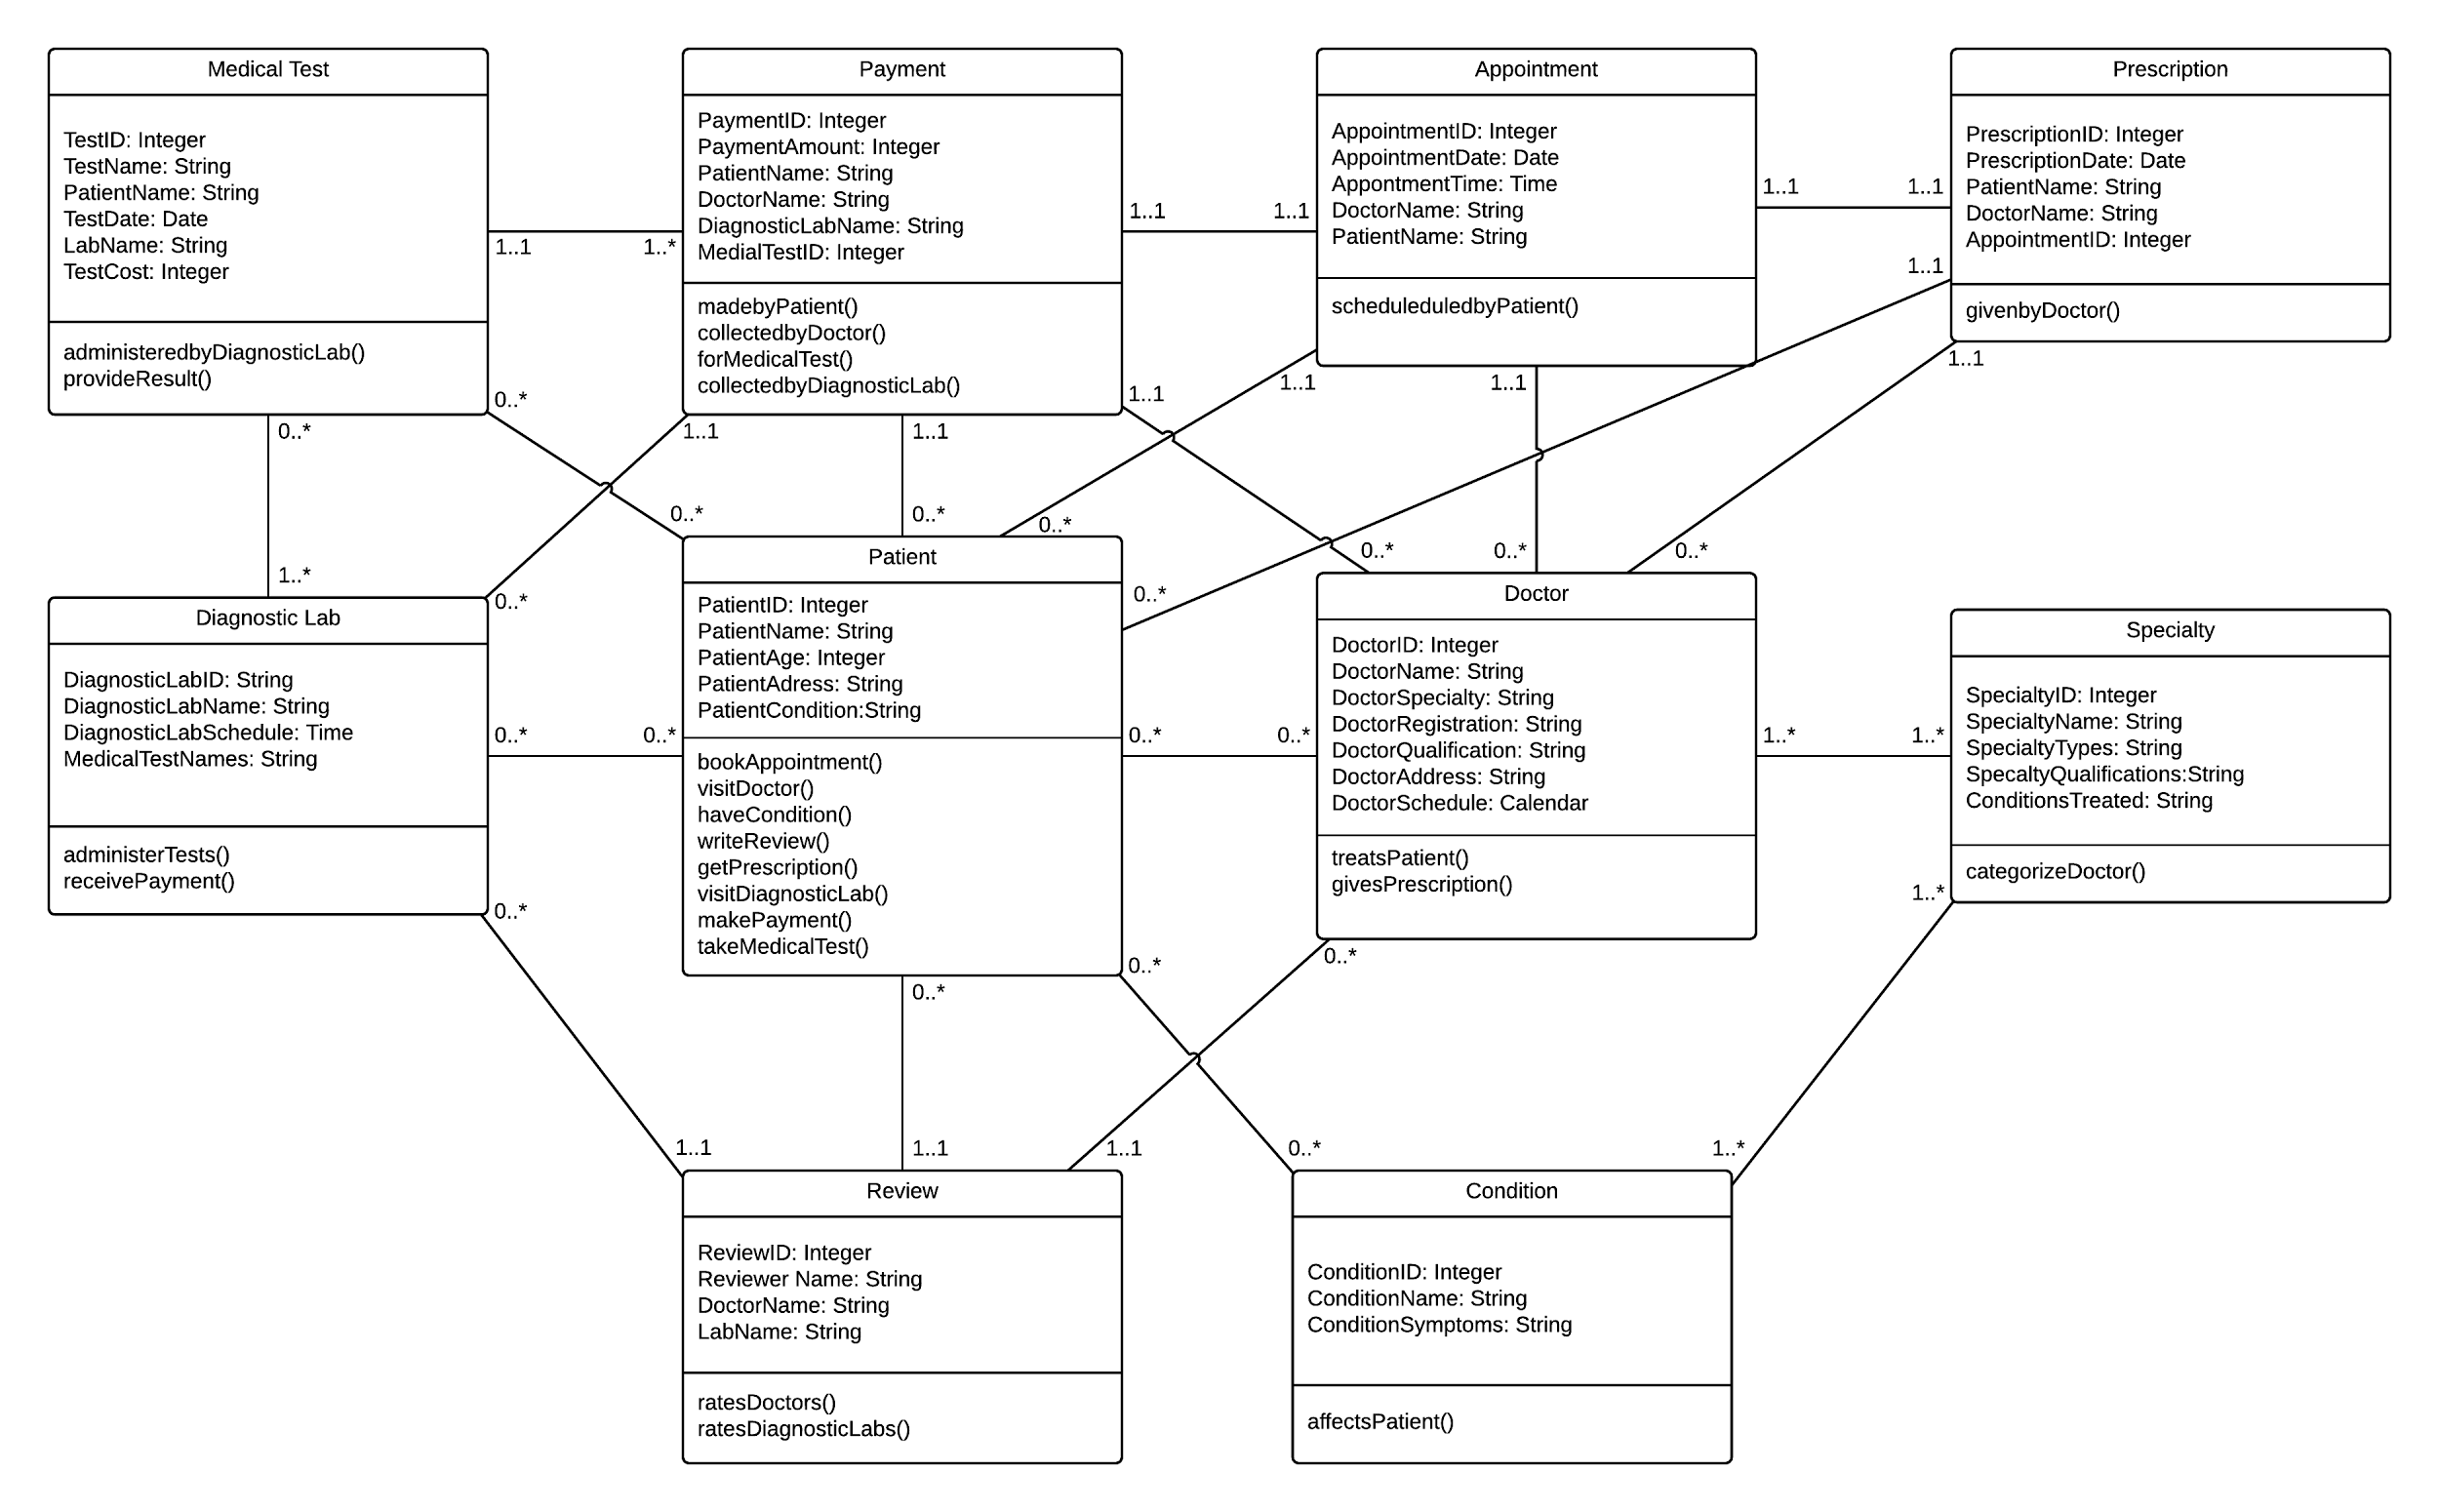 Medical Test
TestID: Integer
TestName: String
PatientName: String
TestDate: Date
LabName: String
TestCost: Integer
administeredbyDiagnosticLab()
provideResult()
Payment
PaymentID: Integer
PaymentAmount: Integer
PatientName: String
DoctorName: String
DiagnosticLabName: String
MedialTestID: Integer
madebyPatient()
collectedbyDoctor()
forMedicalTest()
collectedbyDiagnosticLab()
Appointment
AppointmentID: Integer
AppointmentDate: Date
AppontmentTime: Time
DoctorName: String
PatientName: String
scheduleduledbyPatient()
Prescription
PrescriptionID: Integer
PrescriptionDate: Date
PatientName: String
DoctorName: String
AppointmentID: Integer
givenbyDoctor()
1..1
1..*
1..1
1..1
1..1
1..1
1..1
1..1
0..*
0..*
1..1
1..1
1..1
1..1
1..1
0..*
0..*
0..*
0..*
0..*
0..*
1..*
0..*
0..*
Diagnostic Lab
DiagnosticLabID: String
DiagnosticLabName: String
DiagnosticLabSchedule: Time
MedicalTestNames: String
administerTests()
receivePayment()
Patient
PatientID: Integer
PatientName: String
PatientAge: Integer
PatientAdress: String
PatientCondition:String
bookAppointment()
visitDoctor()
haveCondition()
writeReview()
getPrescription()
visitDiagnosticLab()
makePayment()
takeMedicalTest()
Doctor
DoctorID: Integer
DoctorName: String
DoctorSpecialty: String
DoctorRegistration: String
DoctorQualification: String
DoctorAddress: String
DoctorSchedule: Calendar
treatsPatient()
givesPrescription()
Specialty
SpecialtyID: Integer
SpecialtyName: String
SpecialtyTypes: String
SpecaltyQualifications:String
ConditionsTreated: String
categorizeDoctor()
0..*
0..*
0..*
0..*
1..*
1..*
0..*
1..*
0..*
0..*
0..*
1..1
1..1
1..1
0..*
1..*
Review
ReviewID: Integer
Reviewer Name: String
DoctorName: String
LabName: String
ratesDoctors()
ratesDiagnosticLabs()
Condition
ConditionID: Integer
ConditionName: String
ConditionSymptoms: String
affectsPatient()